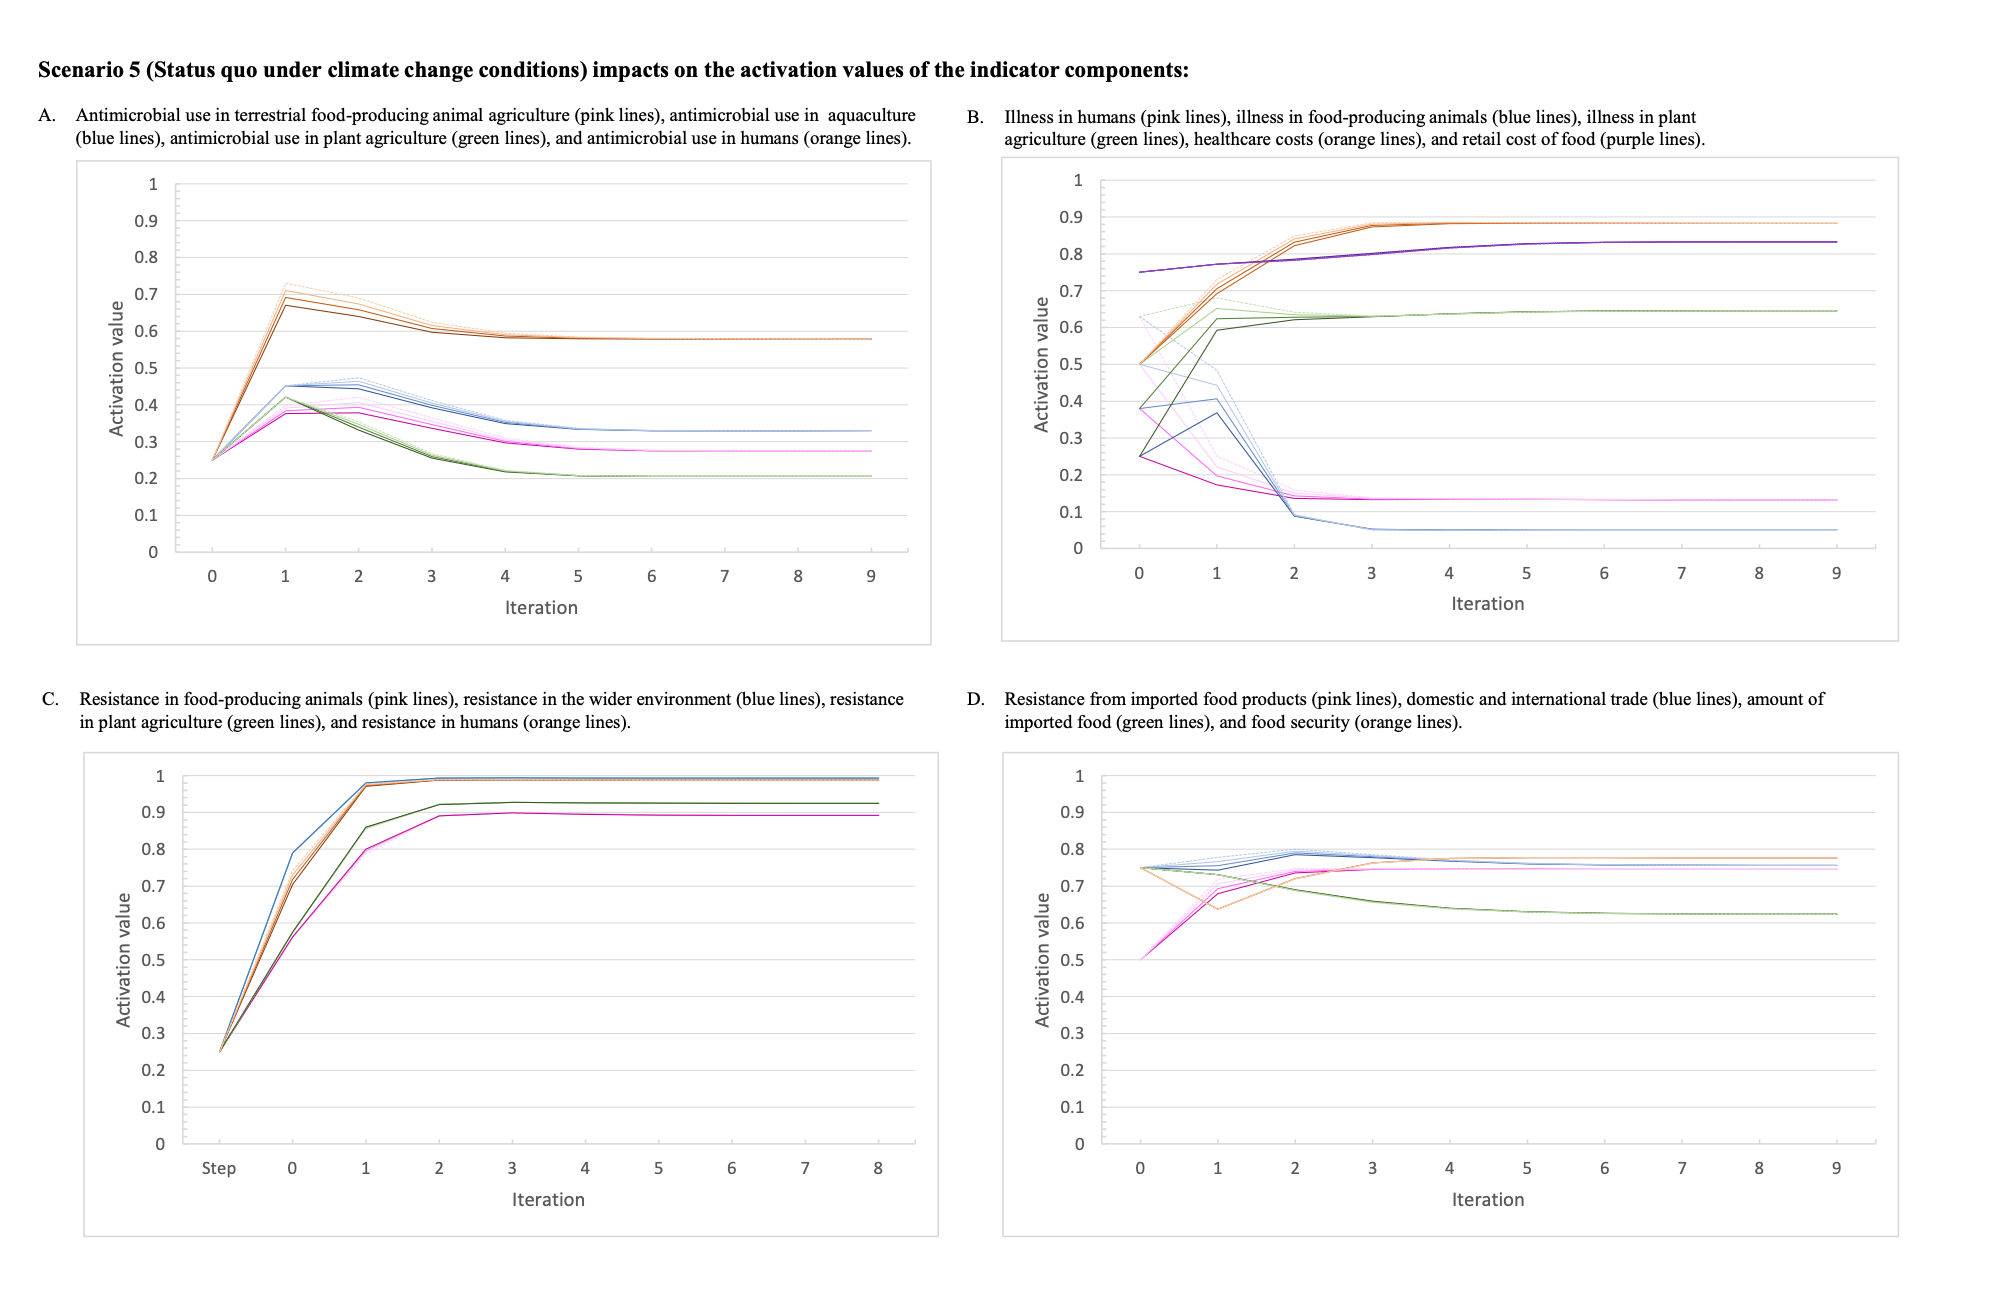 Scenario 5 (Status quo under climate change conditions) impacts on the activation values of the indicator components:
A. Antimicrobial use in terrestrial food-producing animal agriculture (pink lines), antimicrobial use in aquaculture
(blue lines), antimicrobial use in plant agriculture (green lines), and antimicrobial use in humans (orange lines).
1
0.9
0.8
0.7
0.6
0.5
0.4
0.3
0.2
0.1
0
Activation value
0 1 2 3 4 5 6 7 8 9
Iteration
B. Illness in humans (pink lines), illness in food-producing animals (blue lines), illness in plant
agriculture (green lines), healthcare costs (orange lines), and retail cost of food (purple lines).
1
0.9
0.8
0.7
0.6
0.5
0.4
0.3
0.2
0.1
0
Activation value
0 1 2 3 4 5 6 7 8 9
Iteration
C. Resistance in food-producing animals (pink lines), resistance in the wider environment (blue lines), resistance
in plant agriculture (green lines), and resistance in humans (orange lines).
1
0.9
0.8
0.7
0.6
0.5
0.4
0.3
0.2
0.1
0
Activation value
Step 0 1 2 3 4 5 6 7 8
Iteration
D. Resistance from imported food products (pink lines), domestic and international trade (blue lines), amount of
imported food (green lines), and food security (orange lines).
1
0.9
0.8
0.7
0.6
0.5
0.4
0.3
0.2
0.1
0
Activation value
0 1 2 3 4 5 6 7 8 9
Iteration